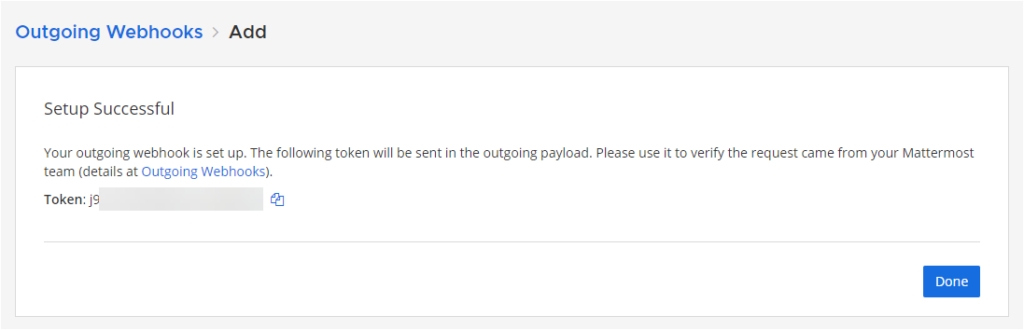 Outgoing Webhooks > Add
Setup Successful
Your outgoing webhook is set up. The following token will be sent in the outgoing payload. Please use it to verify the request came from your Mattermost
team (details at Outgoing Webhooks).
Token: j9
Done